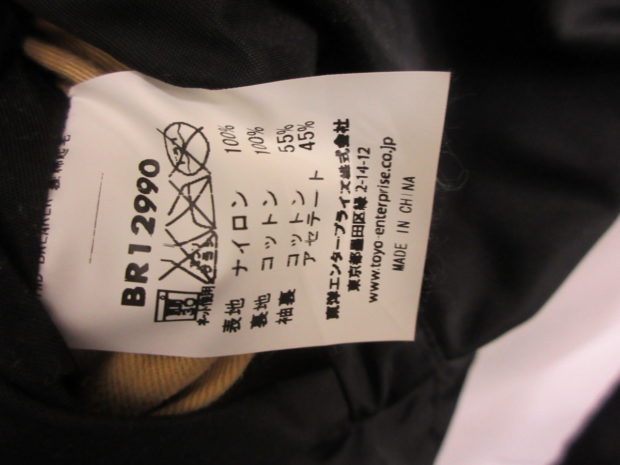 BR12990
表地 ナイロン 100%
裏地 コットン 100%
袖裏 コットン 55%
アセテート 45%
東洋エンタープライズ株式会社
東京都墨田区緑 2-14-12
www.toyo-enterprise.co.jp
MADE IN CHINA